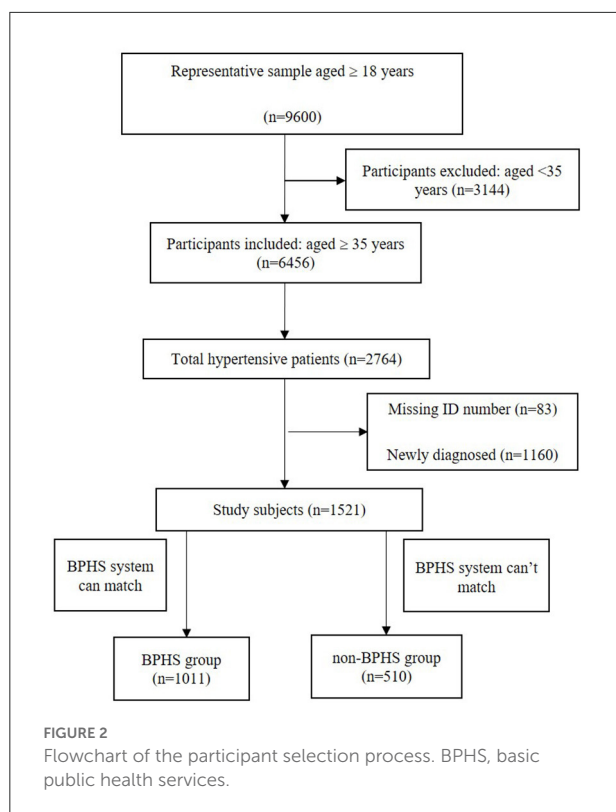 Representative sample aged ≥ 18 years
(n=9600)
Participants excluded: aged <35
years (n=3144)
Participants included: aged ≥ 35 years
(n=6456)
Total hypertensive patients (n=2764)
Missing ID number (n=83)
Newly diagnosed (n=1160)
Study subjects (n=1521)
BPHS system
can match
BPHS system can't
match
BPHS group
(n=1011)
non-BPHS group
(n=510)
FIGURE 2
Flowchart of the participant selection process. BPHS, basic
public health services.